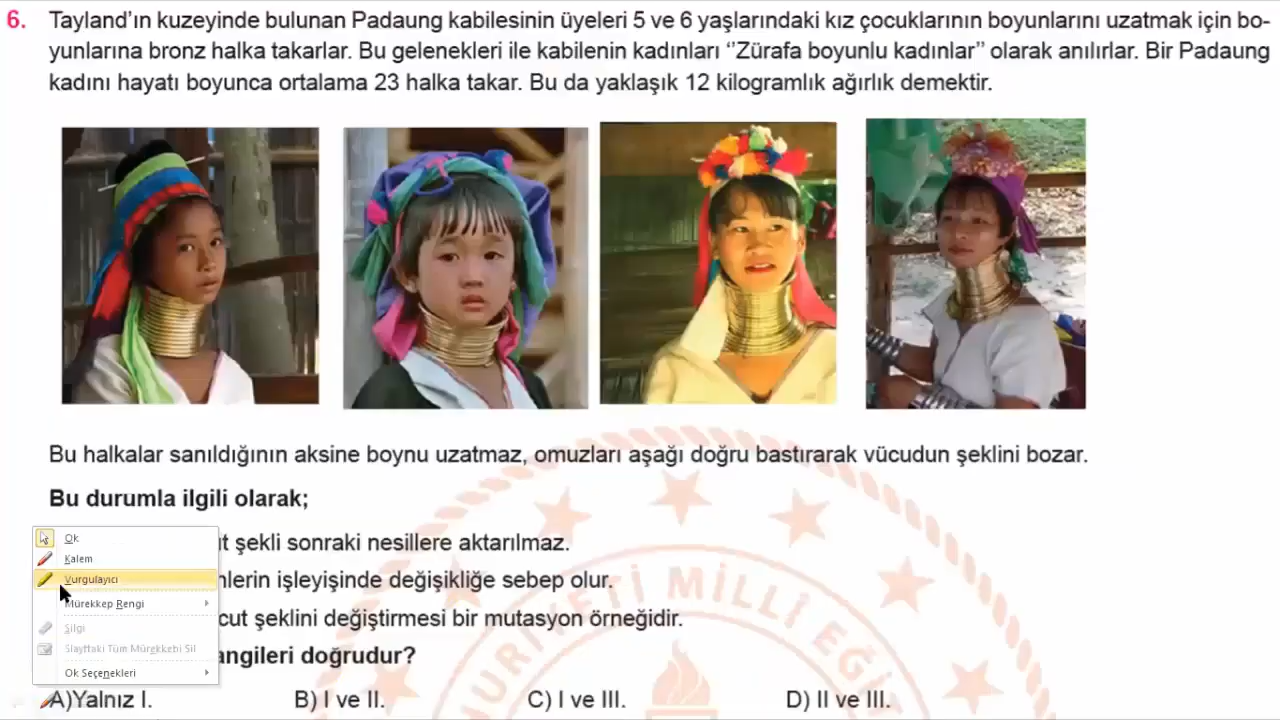 6. Tayland’ın kuzeyinde bulunan Padaung kabilesinin üyeleri 5 ve 6 yaşlarındaki kız çocuklarının boyunlarını uzatmak için bo-
yunlarına bronz halka takarlar. Bu gelenekleri ile kabilenin kadınları ‘’Zürafa boyunlu kadınlar’’ olarak anılırlar. Bir Padaung
kadını hayatı boyunca ortalama 23 halka takar. Bu da yaklaşık 12 kilogramlık ağırlık demektir.
Bu halkalar sanıldığının aksine boynu uzatmaz, omuzları aşağı doğru bastırarak vücudun şeklini bozar.
Bu durumla ilgili olarak;
şekli sonraki nesillere aktarılmaz.
işleyişinde değişikliğe sebep olur.
şeklini değiştirmesi bir mutasyon örneğidir.
doğrudur?
A)Yalnız I.
B) I ve II.
C) I ve III.
D) II ve III.
Ok
Kalem
Vurgulayıcı
Mürekkep Rengi
Silgi
Slayttaki Tüm Mürekkebi Sil
Ok Seçenekleri
MİLLİ